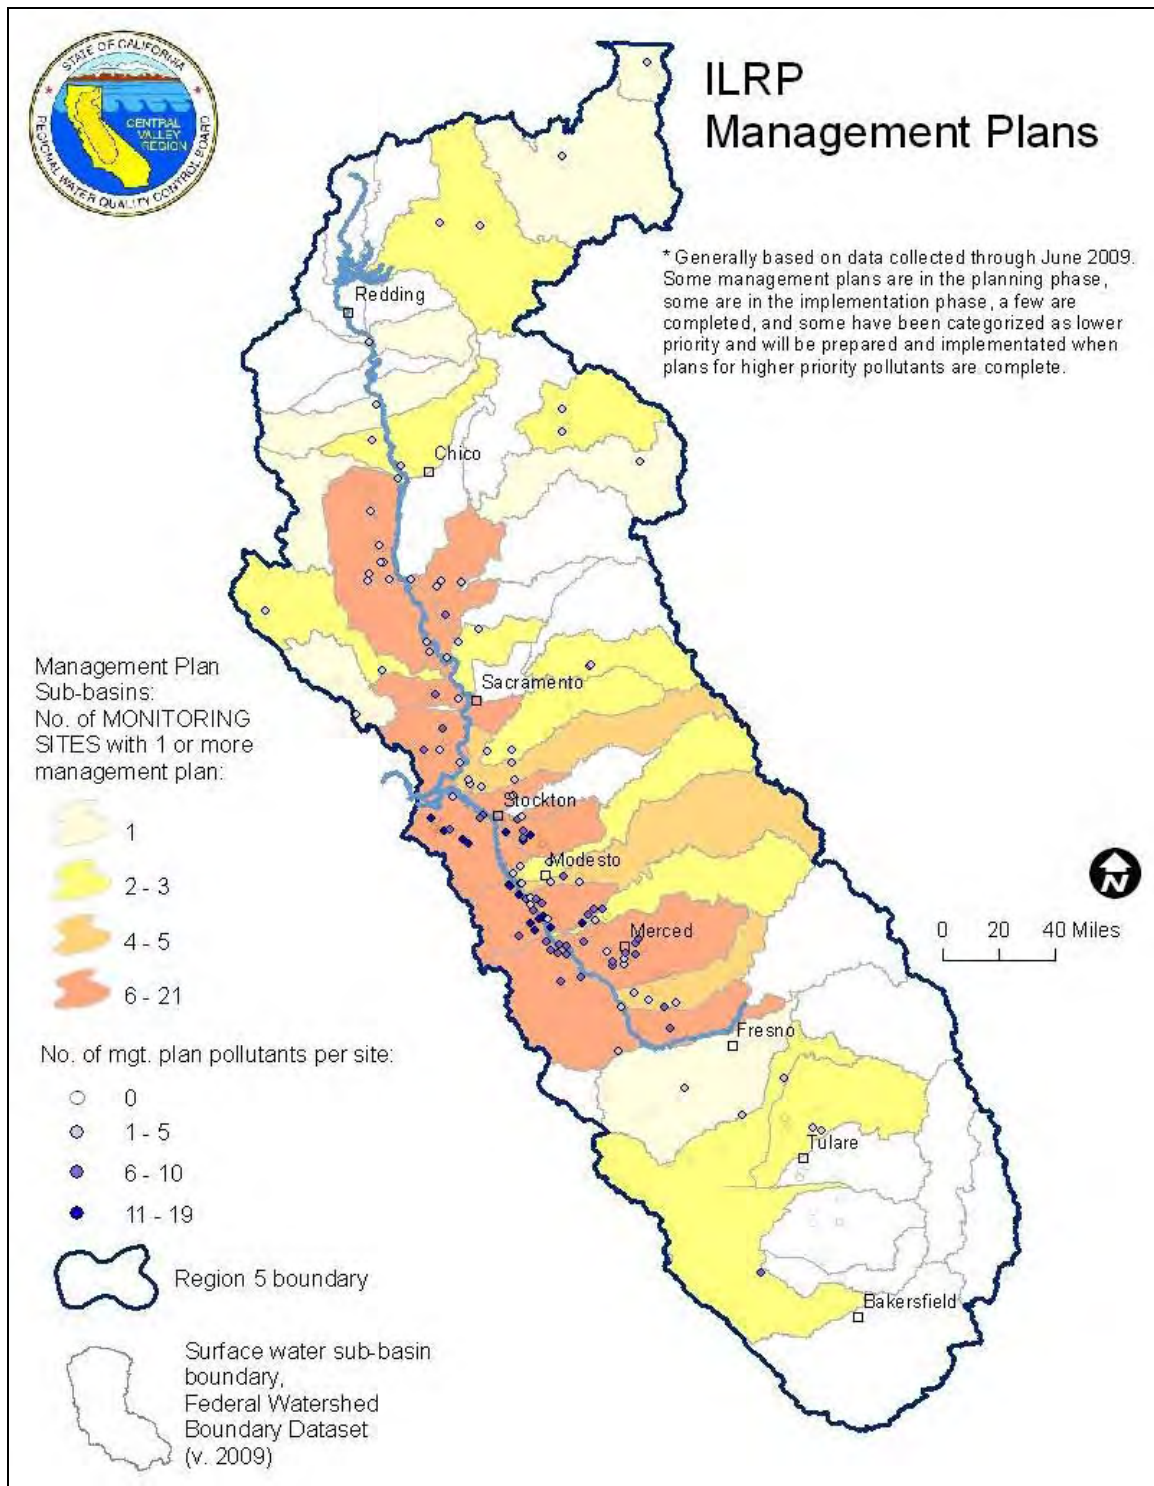 STATE OF CALIFORNIA
CENTRAL
VALLEY
REGION
REGIONAL WATER QUALITY CONTROL BOARD
ILRP
Management Plans
* Generally based on data collected through June 2009.
Some management plans are in the planning phase,
some are in the implementation phase, a few are
completed, and some have been categorized as lower
priority and will be prepared and implementated when
plans for higher priority pollutants are complete.
Redding
Chico
Sacramento
Stockton
Modesto
Merced
Fresno
Tulare
Bakersfield
N
0 20 40 Miles
Management Plan
Sub-basins:
No. of MONITORING
SITES with 1 or more
management plan:
1
2 - 3
4 - 5
6 - 21
No. of mgt. plan pollutants per site:
0
1 - 5
6 - 10
11 - 19
Region 5 boundary
Surface water sub-basin
boundary,
Federal Watershed
Boundary Dataset
(v. 2009)